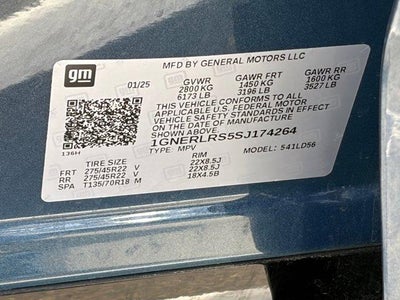 gm
MFD BY GENERAL MOTORS LLC
01/25 GVWR GAWR FRT GAWR RR
2800 KG 1450 KG 1600 KG
6173 LB 3196 LB 3527 LB
THIS VEHICLE CONFORMS TO ALL
APPLICABLE U.S. FEDERAL MOTOR
VEHICLE SAFETY STANDARDS IN EFFECT
ON THE DATE OF MANUFACTURE
SHOWN ABOVE
1GNERLRS5SJ174264
TYPE: MPV MODEL: 541LD56
136H
TIRE SIZE RIM
FRT 275/45R22 V 22X8.5J
RR 275/45R22 V 22X8.5J
SPA T135/70R18 M 18X4.5B